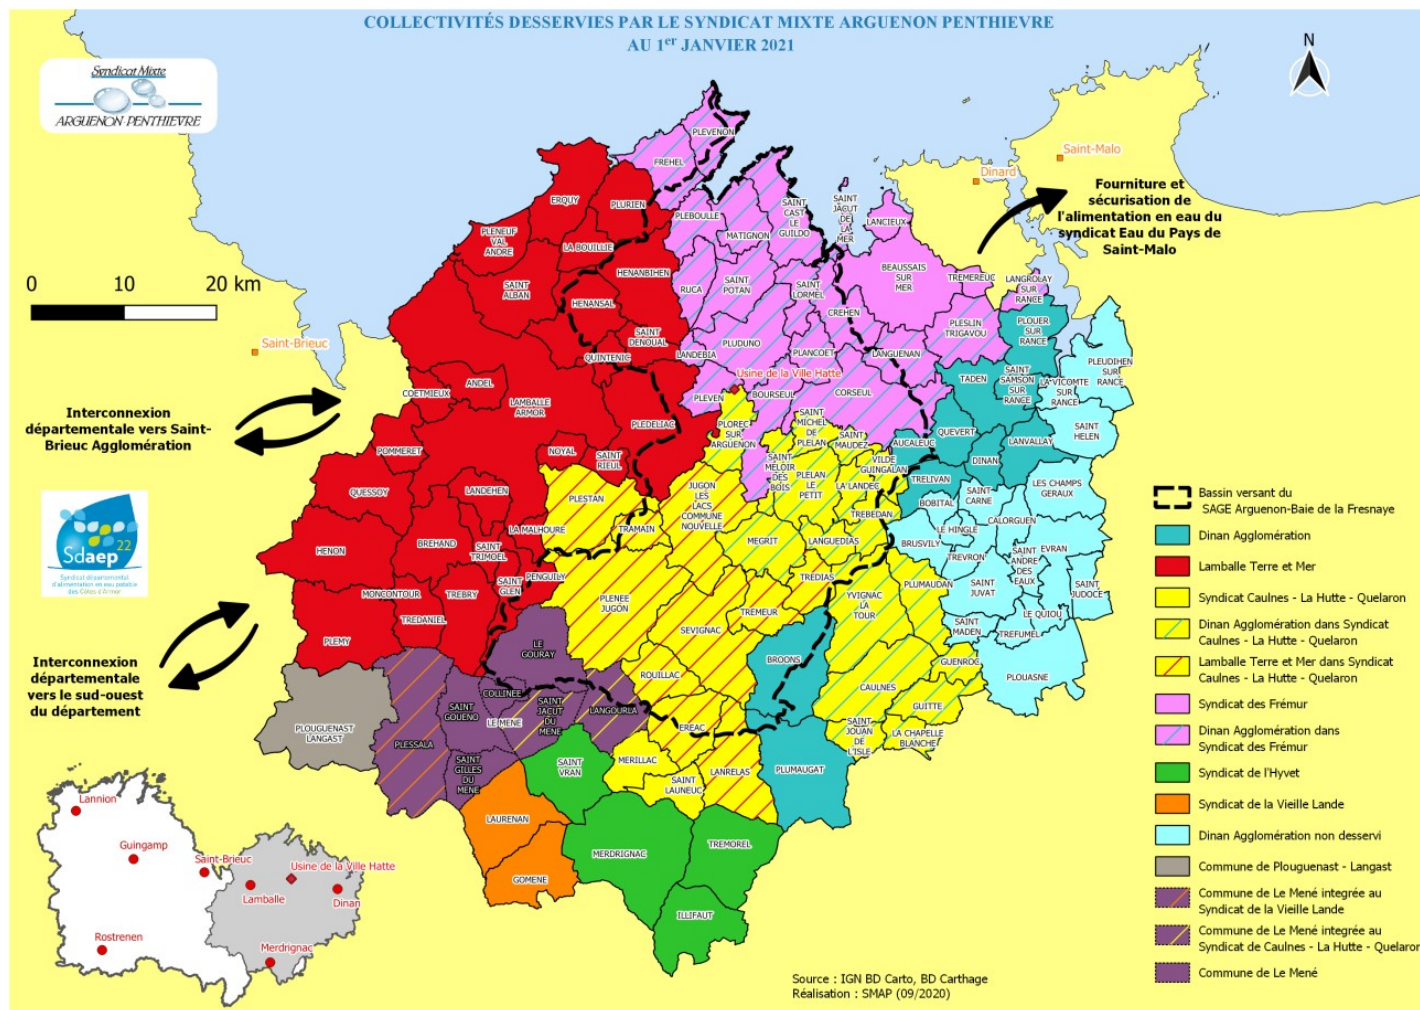 COLLECTIVITÉS DESSERVIES PAR LE SYNDICAT MIXTE ARGUENON PENTHIEVRE
AU 1er JANVIER 2021
Syndicat Mixte
ARGUENON-PENTHIEVRE
N
Saint-Malo
Dinard
Fourniture et
sécurisation de
l'alimentation en eau du
syndicat Eau du Pays de
Saint-Malo
0 10 20 km
Saint-Brieuc
Interconnexion
départementale vers Saint-
Brieuc Agglomération
Sdaep 22
Syndicat départemental
d'alimentation en eau potable
des Côtes d'Armor
Interconnexion
départementale
vers le sud-ouest
du département
PLEVENON
FREHEL
ERQUY
PLURIEN
PLENEUF
VAL
ANDRE
LA BOUILLIE
SAINT
ALBAN
HENANBIHEN
HENANSAL
SAINT
DENOUAL
QUINTENIC
PLEBOULLE
MATIGNON
SAINT
CAST
LE
GUILDO
SAINT
JACUT
DE
LA
MER
LANCIEUX
BEAUSSAIS
SUR
MER
TREMEREUC
LANGROLAY
SUR
RANCE
RUCA
SAINT
POTAN
SAINT
LORMEL
CREHEN
PLESLIN
TRIGAVOU
PLOUER
SUR
RANCE
LANDEBIA
PLUDUNO
PLANCOET
LANGUENAN
Usine de la Ville Hatte
PLEVEN
BOURSEUL
CORSEUL
TADEN
SAINT
SAMSON
SUR
RANCE
LA VICOMTE
SUR
RANCE
PLEUDIHEN
SUR
RANCE
SAINT
HELEN
COETMIEUX
ANDEL
LAMBALLE
ARMOR
PLEDELIAC
POMMERET
NOYAL
SAINT
RIEUL
QUESSOY
LANDEHEN
LA MALHOURE
HENON
BREHAND
SAINT
TRIMOEL
SAINT
GLEN
PENGUILY
MONCONTOUR
TREBRY
TREDANIEL
PLEMY
PLOREC
SUR
ARGUENON
SAINT
MICHEL
DE
PLELAN
SAINT
MAUDEZ
AUCALEUC
QUEVERT
LANVALLAY
DINAN
VILDE
GUINGALAN
SAINT
MELOIR
DES
BOIS
PLELAN
LE
PETIT
LA LANDEC
TRELIVAN
TREBEDAN
PLESTAN
TRAMAIN
JUGON
LES
LACS
COMMUNE
NOUVELLE
MEGRIT
LANGUEDIAS
BOBITAL
SAINT
CARNE
LES CHAMPS
GERAUX
LE HINGLE
CALORGUEN
BRUSVILY
TREVRON
SAINT
ANDRE
DES
EAUX
EVRAN
SAINT
JUVAT
SAINT
JUDOCE
LE QUIOU
SAINT
MADEN
TREFUMEL
PLOUASNE
PLENEE
JUGON
TREDIAS
TREMEUR
YVIGNAC
LA
TOUR
PLUMAUDAN
SEVIGNAC
BROONS
GUENROC
CAULNES
GUITTE
ROUILLAC
SAINT
JOUAN
DE
L'ISLE
LA CHAPELLE
BLANCHE
EREAC
LANRELAS
PLUMAUGAT
MERILLAC
SAINT
LAUNEUC
LE
GOURAY
COLLINEE
LE MENE
SAINT
JACUT
DU
MENE
LANGOURLA
SAINT
GOUENO
PLESSALA
SAINT
GILLES
DU
MENE
PLOUGUENAST
LANGAST
SAINT
VRAN
LAURENAN
GOMENE
MERDRIGNAC
TREMOREL
ILLIFAUT
Bassin versant du
SAGE Arguenon-Baie de la Fresnaye
Dinan Agglomération
Lamballe Terre et Mer
Syndicat Caulnes - La Hutte - Quelaron
Dinan Agglomération dans Syndicat
Caulnes - La Hutte - Quelaron
Lamballe Terre et Mer dans Syndicat
Caulnes - La Hutte - Quelaron
Syndicat des Frémur
Dinan Agglomération dans
Syndicat des Frémur
Syndicat de l'Hyvet
Syndicat de la Vieille Lande
Dinan Agglomération non desservi
Commune de Plouguenast - Langast
Commune de Le Mené integrée au
Syndicat de la Vieille Lande
Commune de Le Mené integrée au
Syndicat de Caulnes - La Hutte - Quelaron
Commune de Le Mené
Lannion
Guingamp
Saint-Brieuc
Usine de la Ville Hatte
Lamballe
Dinan
Rostrenen
Merdrignac
Source : IGN BD Carto, BD Carthage
Réalisation : SMAP (09/2020)